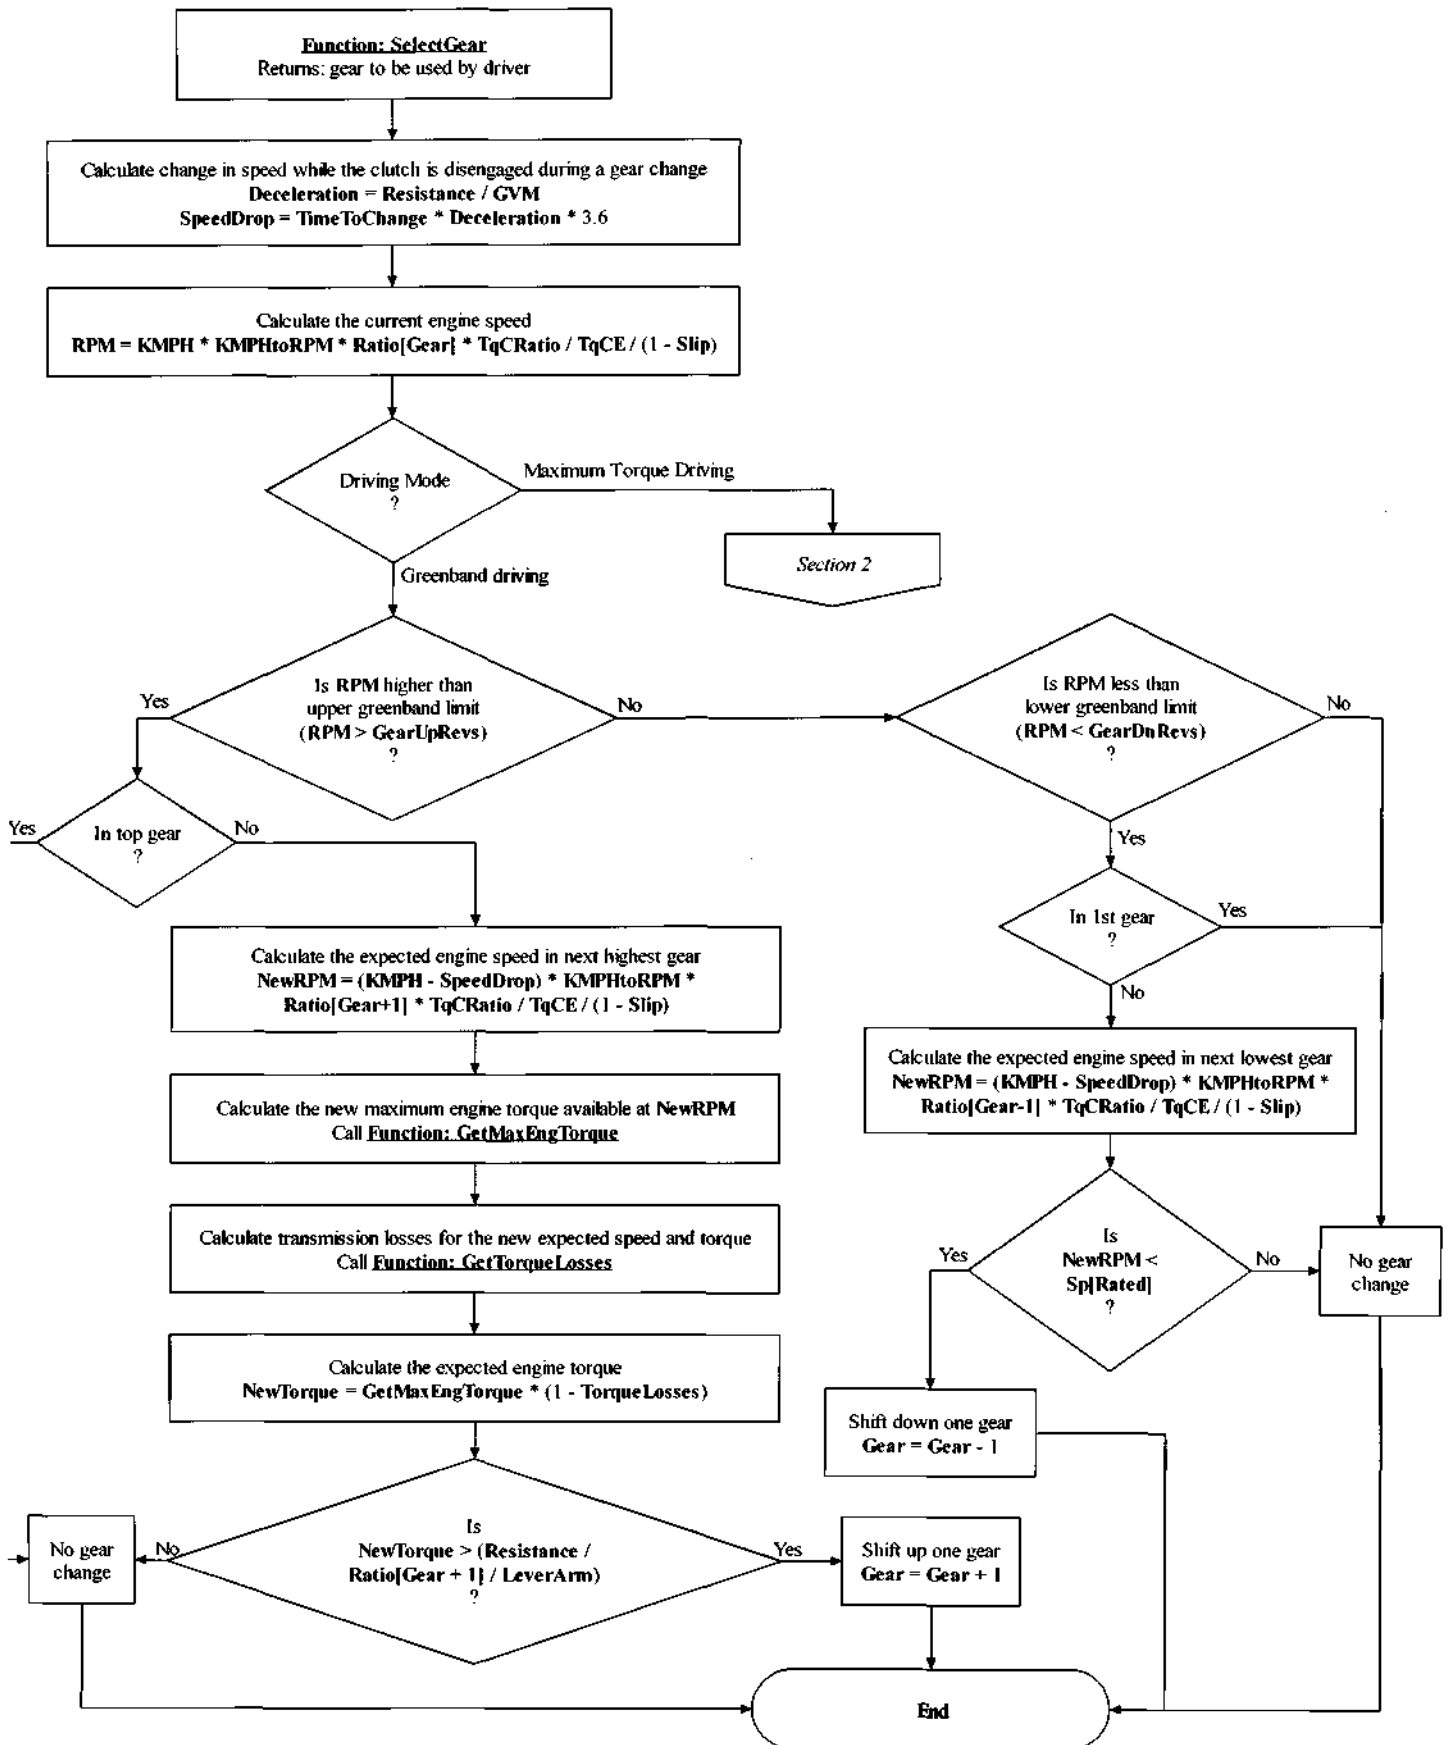 Function: SelectGear
Returns: gear to be used by driver
Calculate change in speed while the clutch is disengaged during a gear change
Deceleration = Resistance / GVM
SpeedDrop = TimeToChange * Deceleration * 3.6
Calculate the current engine speed
RPM = KMPH * KMPHtoRPM * Ratio[Gear] * TqCRatio / TqCE / (1 - Slip)
Driving Mode
?
Maximum Torque Driving
Section 2
Greenband driving
Is RPM higher than
upper greenband limit
(RPM > GearUpRevs)
?
Yes
No
Is RPM less than
lower greenband limit
(RPM < GearDnRevs)
?
No
Yes
In top gear
?
Yes
No
In 1st gear
?
Yes
No
Calculate the expected engine speed in next highest gear
NewRPM = (KMPH - SpeedDrop) * KMPHtoRPM *
Ratio[Gear+1] * TqCRatio / TqCE / (1 - Slip)
Calculate the expected engine speed in next lowest gear
NewRPM = (KMPH - SpeedDrop) * KMPHtoRPM *
Ratio[Gear-1] * TqCRatio / TqCE / (1 - Slip)
Calculate the new maximum engine torque available at NewRPM
Call Function: GetMaxEngTorque
Calculate transmission losses for the new expected speed and torque
Call Function: GetTorqueLosses
Is
NewRPM <
Sp[Rated]
?
Yes
No
No gear
change
Calculate the expected engine torque
NewTorque = GetMaxEngTorque * (1 - TorqueLosses)
Shift down one gear
Gear = Gear - 1
Is
NewTorque > (Resistance /
Ratio[Gear + 1] / LeverArm)
?
No
Yes
No gear
change
Shift up one gear
Gear = Gear + 1
End